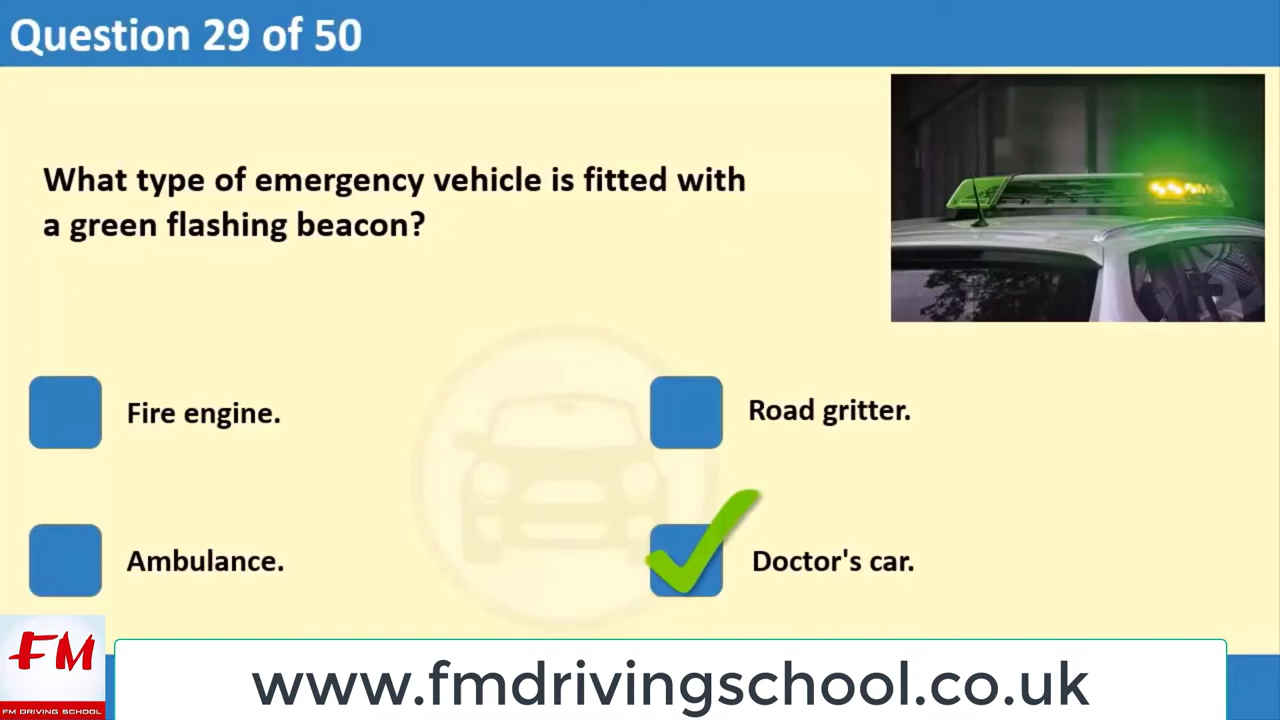 Question 29 of 50
What type of emergency vehicle is fitted with
a green flashing beacon?
Fire engine.
Road gritter.
Ambulance.
Doctor's car.
FM
FM DRIVING SCHOOL
www.fmdrivingschool.co.uk